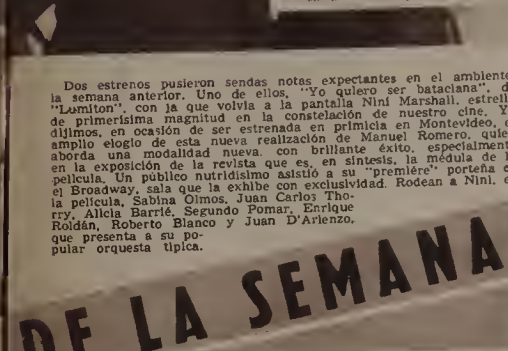 Dos estrenos pusieron sendas notas expectantes en el ambiente
la semana anterior. Uno de ellos, "Yo quiero ser bataclana", d
"Lumiton", con la que volvía a la pantalla Niní Marshall, estrell
de primerísima magnitud en la constelación de nuestro cine. Y
dijimos, en ocasión de ser estrenada en primicia en Montevideo, e
amplio elogio de esta nueva realización de Manuel Romero, quie
aborda una modalidad nueva, con brillante éxito, especialment
en la exposición de la revista que es, en síntesis, la médula de l
película. Un público nutridísimo asistió a su "première" porteña e
el Broadway, sala que la exhibe con exclusividad. Rodean a Niní, e
la película, Sabina Olmos, Juan Carlos Tho-
rry, Alicia Barrié, Segundo Pomar, Enrique
Roldán, Roberto Blanco y Juan D'Arienzo,
que presenta a su po-
pular orquesta típica.
DE LA SEMANA